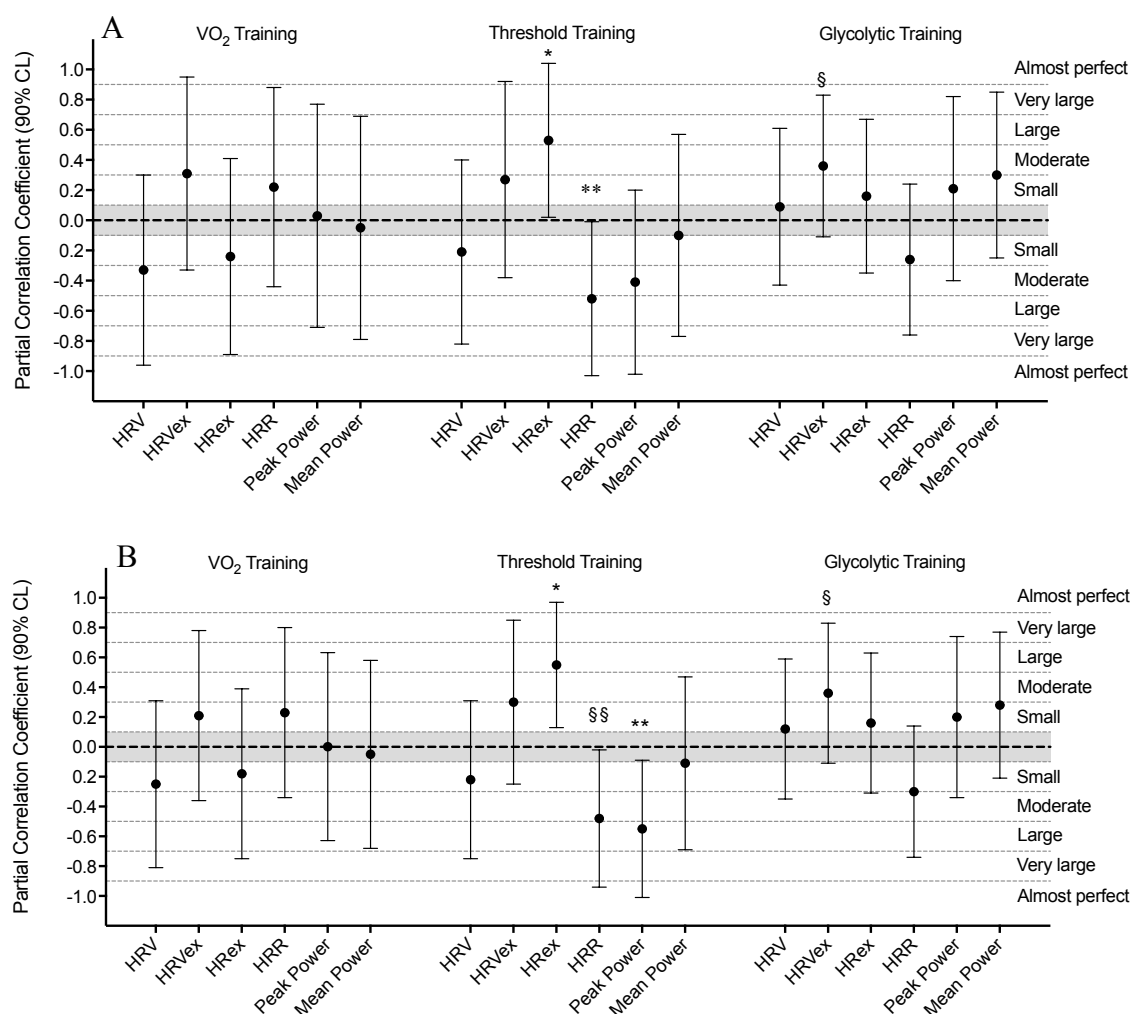 A
VO2 Training
Threshold Training
Glycolytic Training
*
§
**
Partial Correlation Coefficient (90% CL)
1.0
0.8
0.6
0.4
0.2
0.0
0.2
-0.4
-0.6
-0.8
-1.0
Almost perfect
Very large
Large
Moderate
Small
Small
Moderate
Large
Very large
Almost perfect
HRV
HRVex
HRex
HRR
Peak Power
Mean Power
HRV
HRVex
HRex
HRR
Peak Power
Mean Power
HRV
HRVex
HRex
HRR
Peak Power
Mean Power
B
VO2 Training
Threshold Training
Glycolytic Training
*
§
§§
**
Partial Correlation Coefficient (90% CL)
1.0
0.8
0.6
0.4
0.2
0.0
0.2
-0.4
-0.6
-0.8
-1.0
Almost perfect
Very large
Large
Moderate
Small
Small
Moderate
Large
Very large
Almost perfect
HRV
HRVex
HRex
HRR
Peak Power
Mean Power
HRV
HRVex
HRex
HRR
Peak Power
Mean Power
HRV
HRVex
HRex
HRR
Peak Power
Mean Power